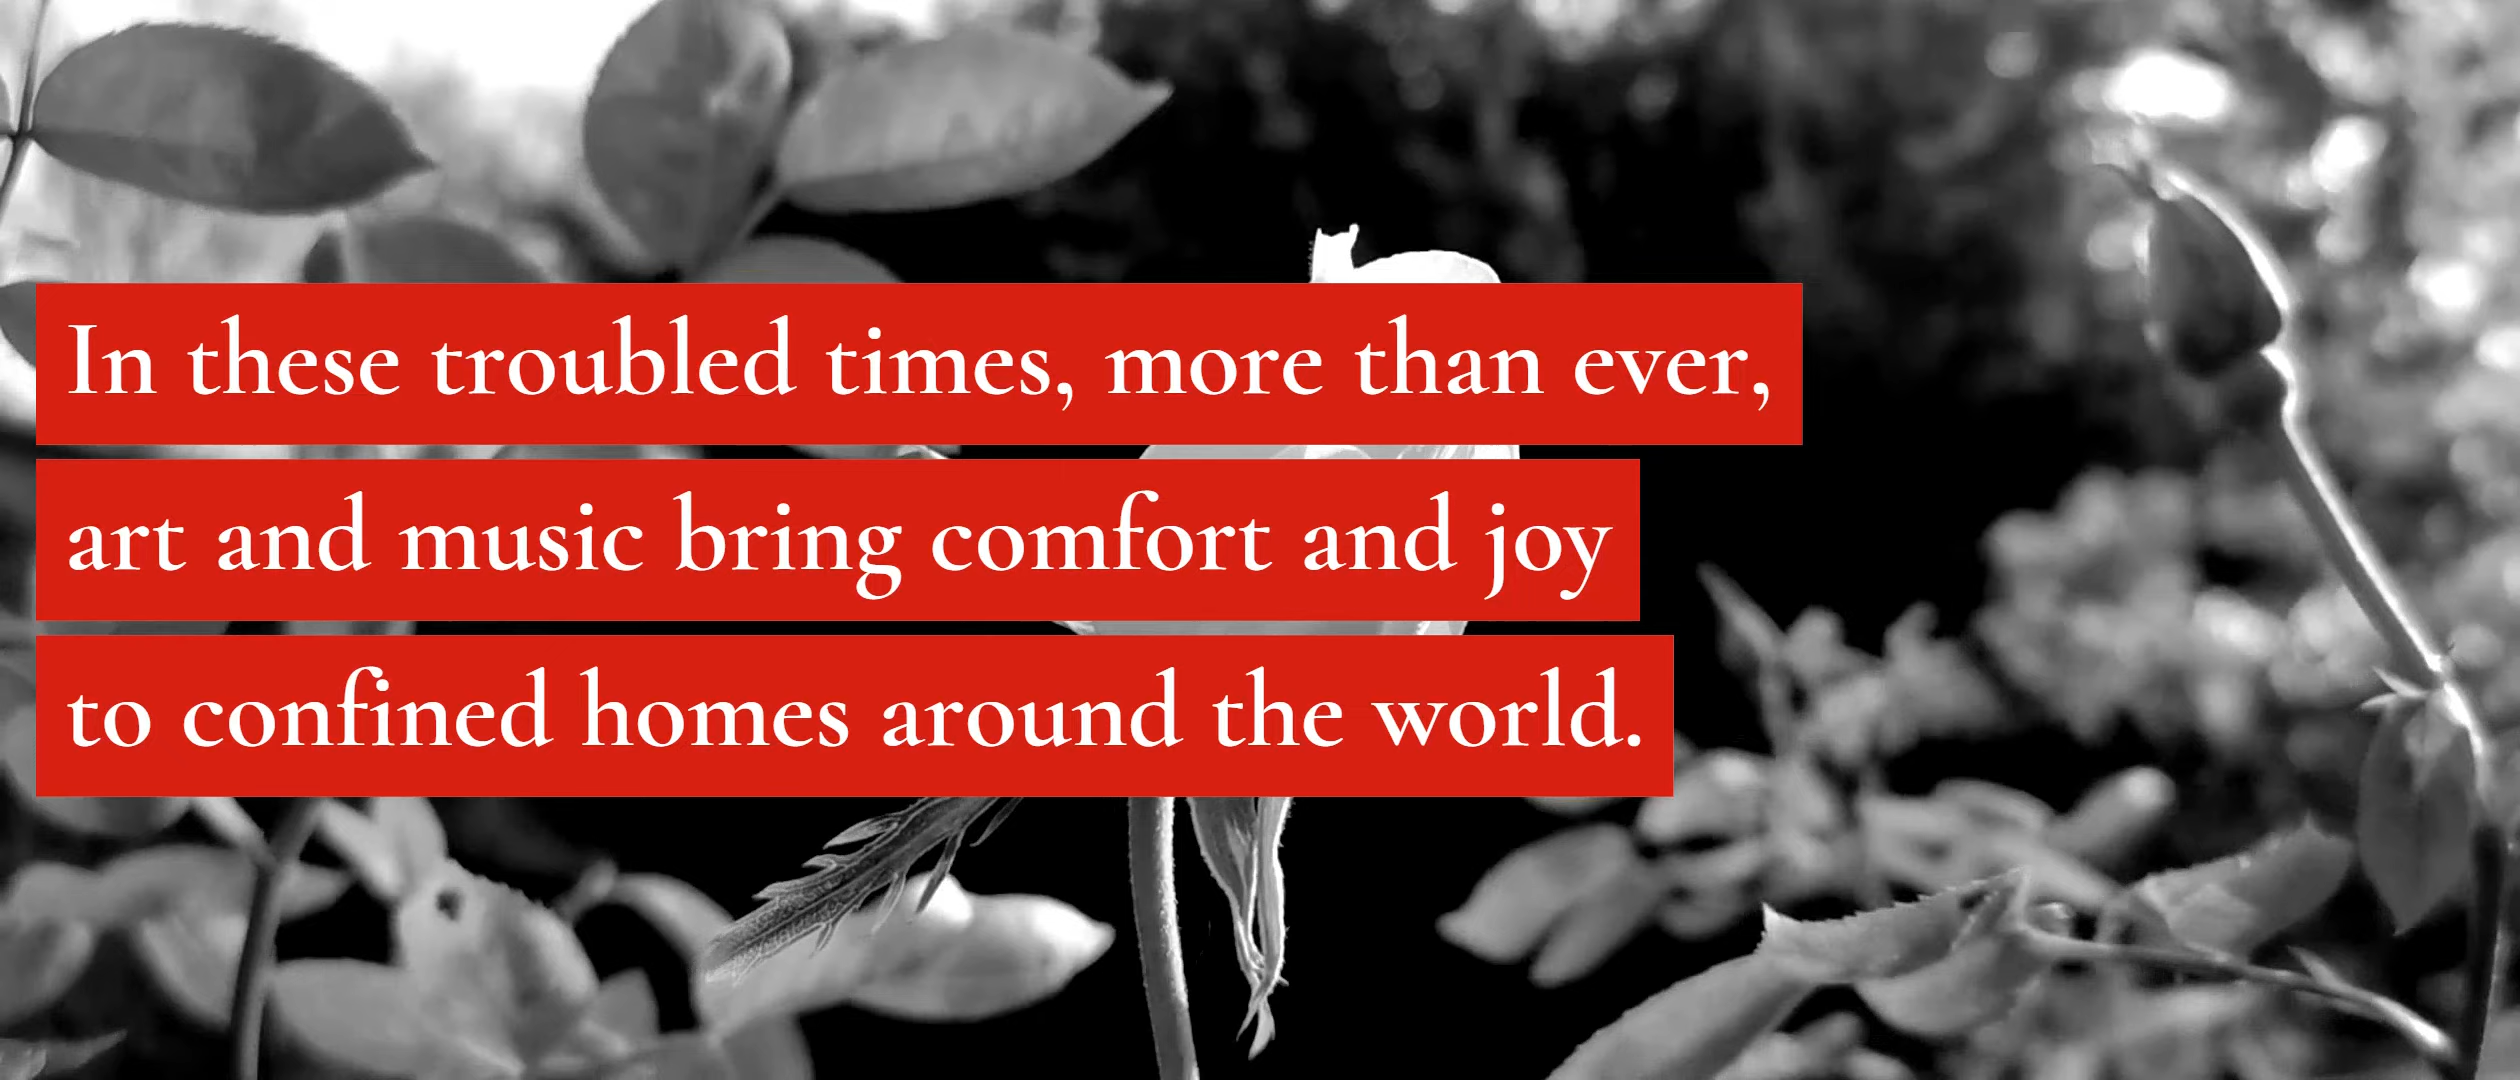 In these troubled times, more than ever,
art and music bring comfort and joy
to confined homes around the world.